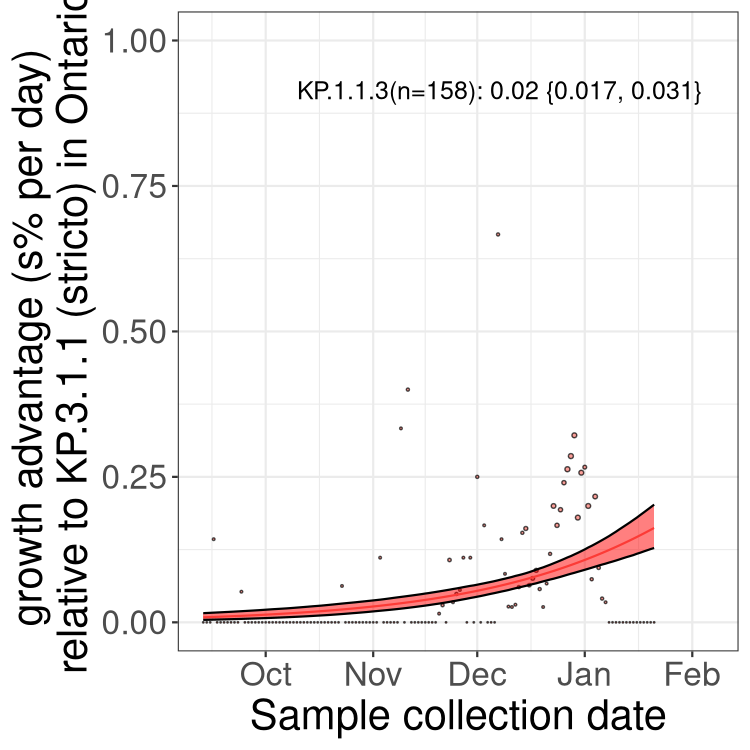 growth advantage (s% per day)
relative to KP.3.1.1 (stricto) in Ontario
1.00
0.75
0.50
0.25
0.00
KP.1.1.3(n=158): 0.02 {0.017, 0.031}
Oct Nov Dec Jan Feb
Sample collection date